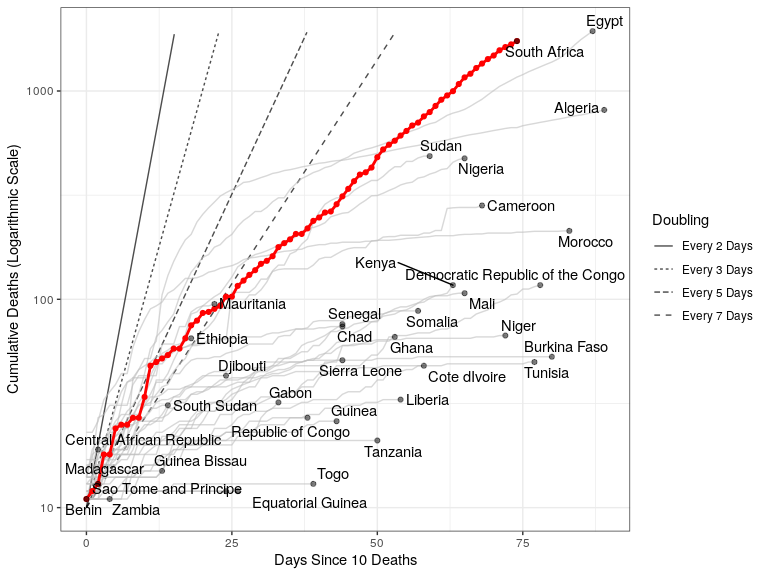 Egypt
South Africa
1000
Algeria
Sudan
Nigeria
Cameroon
Morocco
Kenya
Democratic Republic of the Congo
100
Mauritania
Mali
Senegal
Somalia
Chad
Niger
Ethiopia
Ghana
Burkina Faso
Djibouti
Sierra Leone
Cote dIvoire
Tunisia
Gabon
South Sudan
Liberia
Guinea
Republic of Congo
Central African Republic
Tanzania
Guinea Bissau
Madagascar
Togo
Sao Tome and Principe
Equatorial Guinea
10
Benin
Zambia
0
25
50
75
Days Since 10 Deaths
Cumulative Deaths (Logarithmic Scale)
Doubling
Every 2 Days
Every 3 Days
Every 5 Days
Every 7 Days